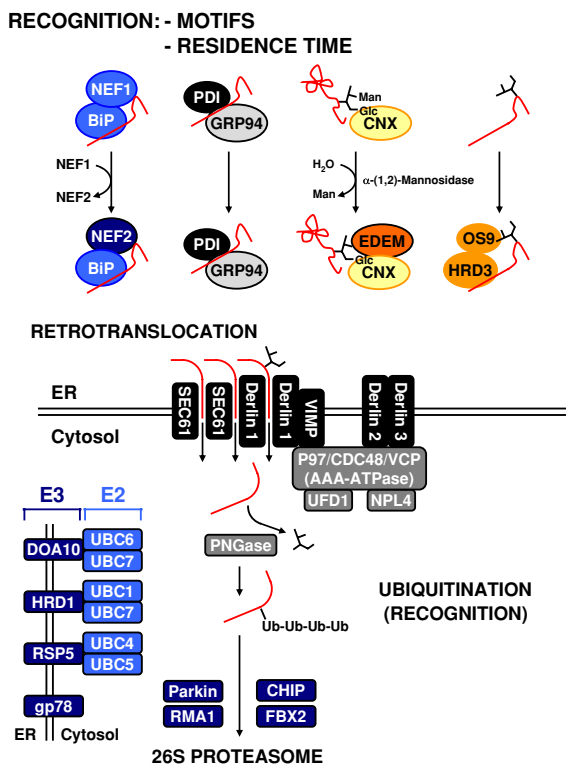 RECOGNITION: - MOTIFS
- RESIDENCE TIME
NEF1
BiP
PDI
GRP94
Man
Glc
CNX
NEF1
NEF2
H2O
Man
α-(1,2)-Mannosidase
NEF2
BiP
PDI
GRP94
EDEM
Glc
CNX
OS9
HRD3
RETROTRANSLOCATION
ER
Cytosol
SEC61
SEC61
Derlin 1
Derlin 1
VIMP
Derlin 2
Derlin 3
P97/CDC48/VCP
(AAA-ATPase)
UFD1
NPL4
E3
E2
DOA10
UBC6
UBC7
HRD1
UBC1
UBC7
RSP5
UBC4
UBC5
gp78
ER
Cytosol
PNGase
Ub-Ub-Ub-Ub
UBIQUITINATION
(RECOGNITION)
Parkin
CHIP
RMA1
FBX2
26S PROTEASOME